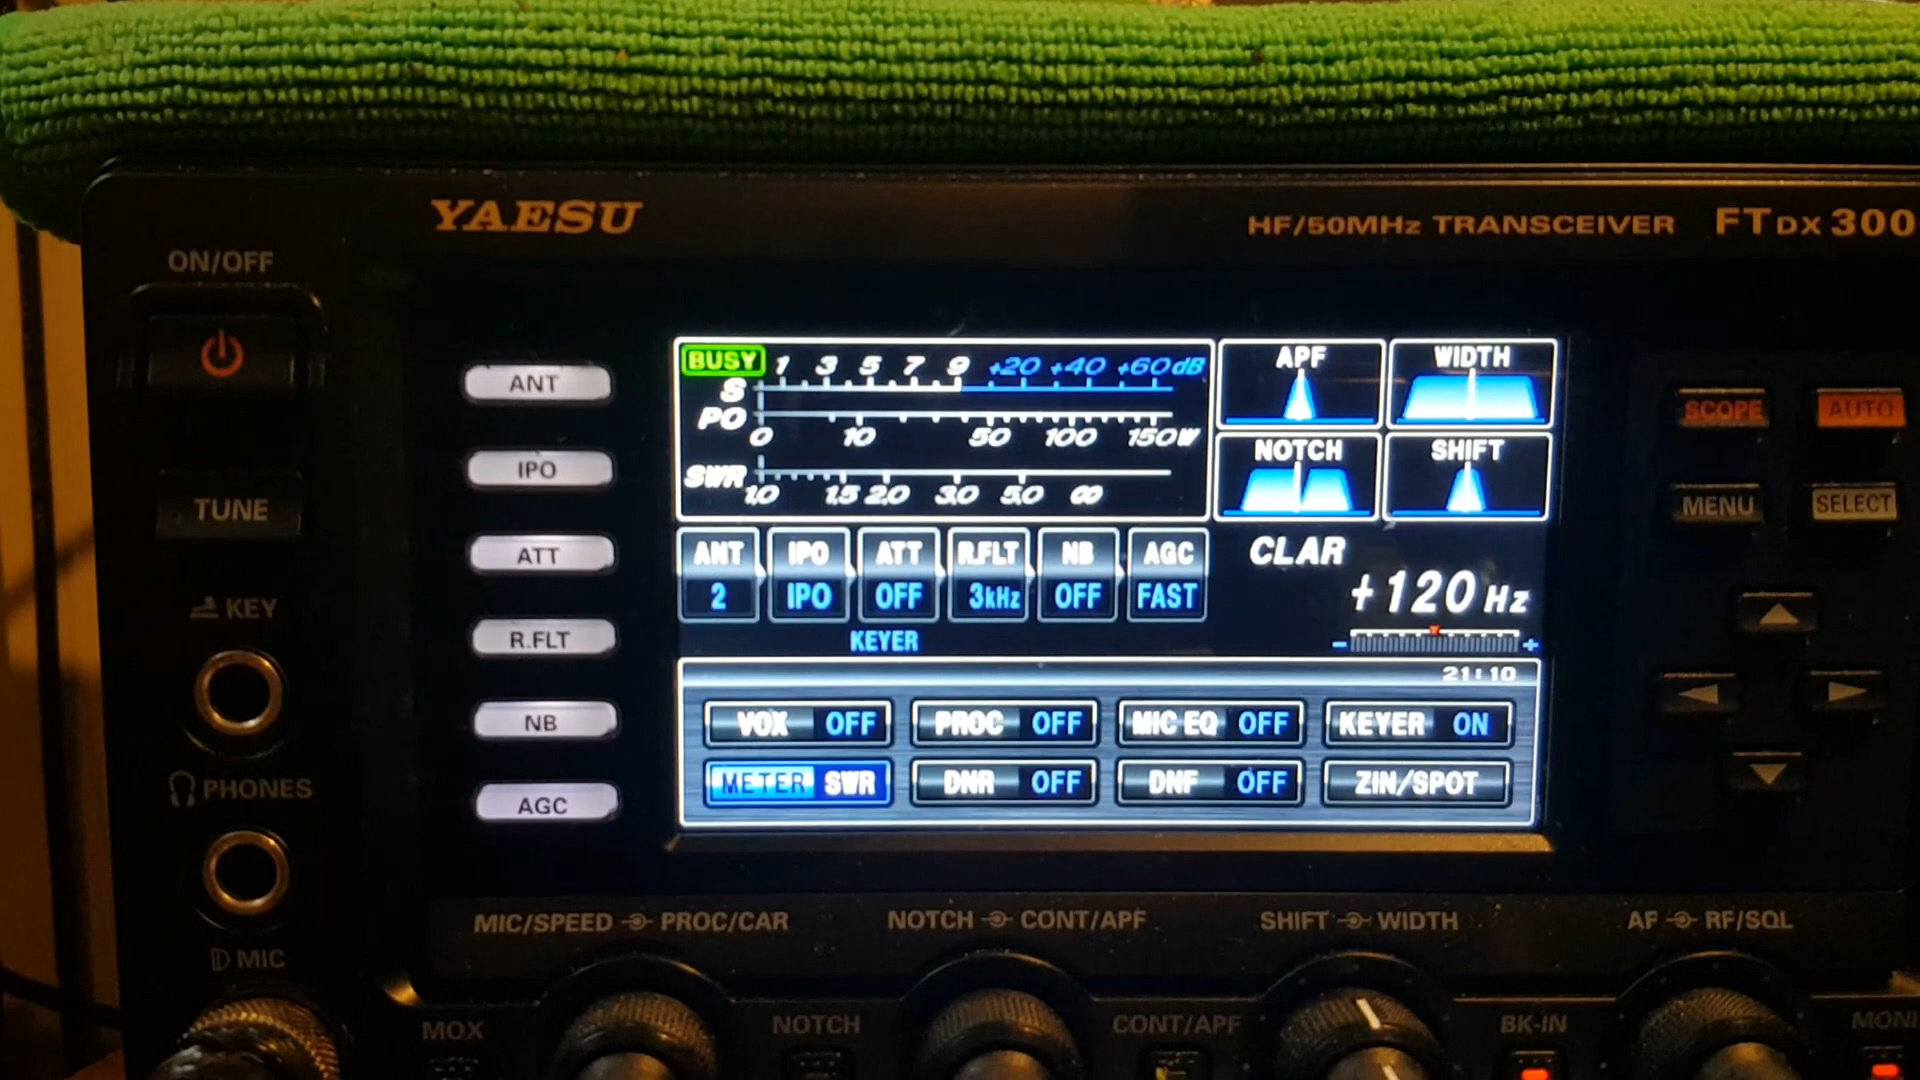 YAESU
HF/50MHz TRANSCEIVER FTDX 300
ON/OFF
TUNE
KEY
PHONES
MIC
ANT
IPO
ATT
R.FLT
NB
AGC
BUSY 1 3 5 7 9 +20 +40 +60dB
S
PO
0 10 50 100 150W
SWR
1.0 1.5 2.0 3.0 5.0 ∞
APF WIDTH
NOTCH SHIFT
ANT IPO ATT R.FLT NB AGC
2 IPO OFF 3kHz OFF FAST
KEYER
CLAR
+120 Hz
- +
21:10
VOX OFF PROC OFF MIC EQ OFF KEYER ON
METER SWR DNR OFF DNF OFF ZIN/SPOT
SCOPE AUTO
MENU SELECT
MIC/SPEED PROC/CAR NOTCH CONT/APF SHIFT WIDTH AF RF/SQL
MOX NOTCH CONT/APF BK-IN MONI